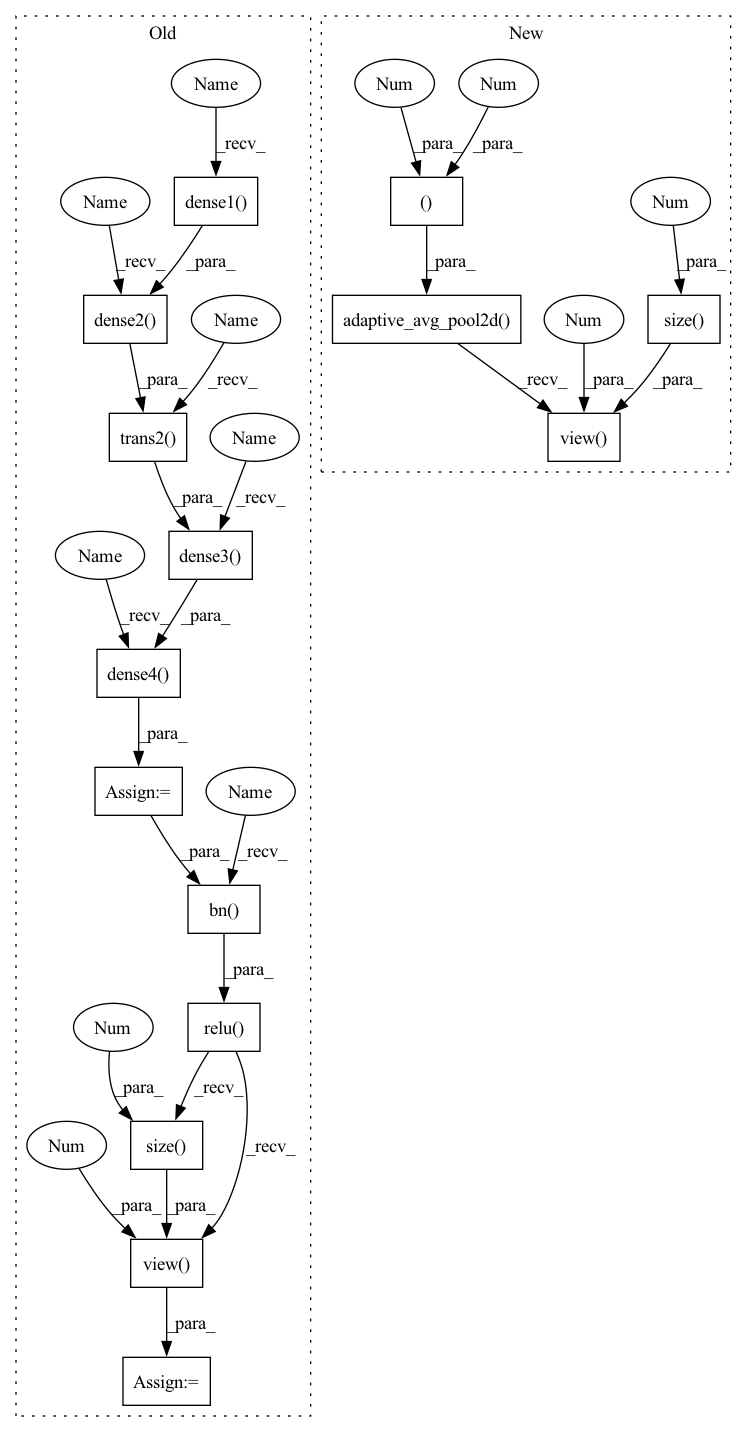 Old
New
Name
Num
Num
_recv_
_para_
_para_
Name
dense1()
()
Num
_recv_
_para_
_para_
_para_
dense2()
Name
adaptive_avg_pool2d()
Num
size()
_para_
_recv_
_recv_
_para_
_para_
trans2()
Name
view()
_para_
_recv_
Name
dense3()
_recv_
_para_
dense4()
_para_
Assign:=
Name
_para_
_recv_
bn()
_para_
Num
relu()
_para_
_recv_
Num
size()
_recv_
_para_
_para_
view()
_para_
Assign:=